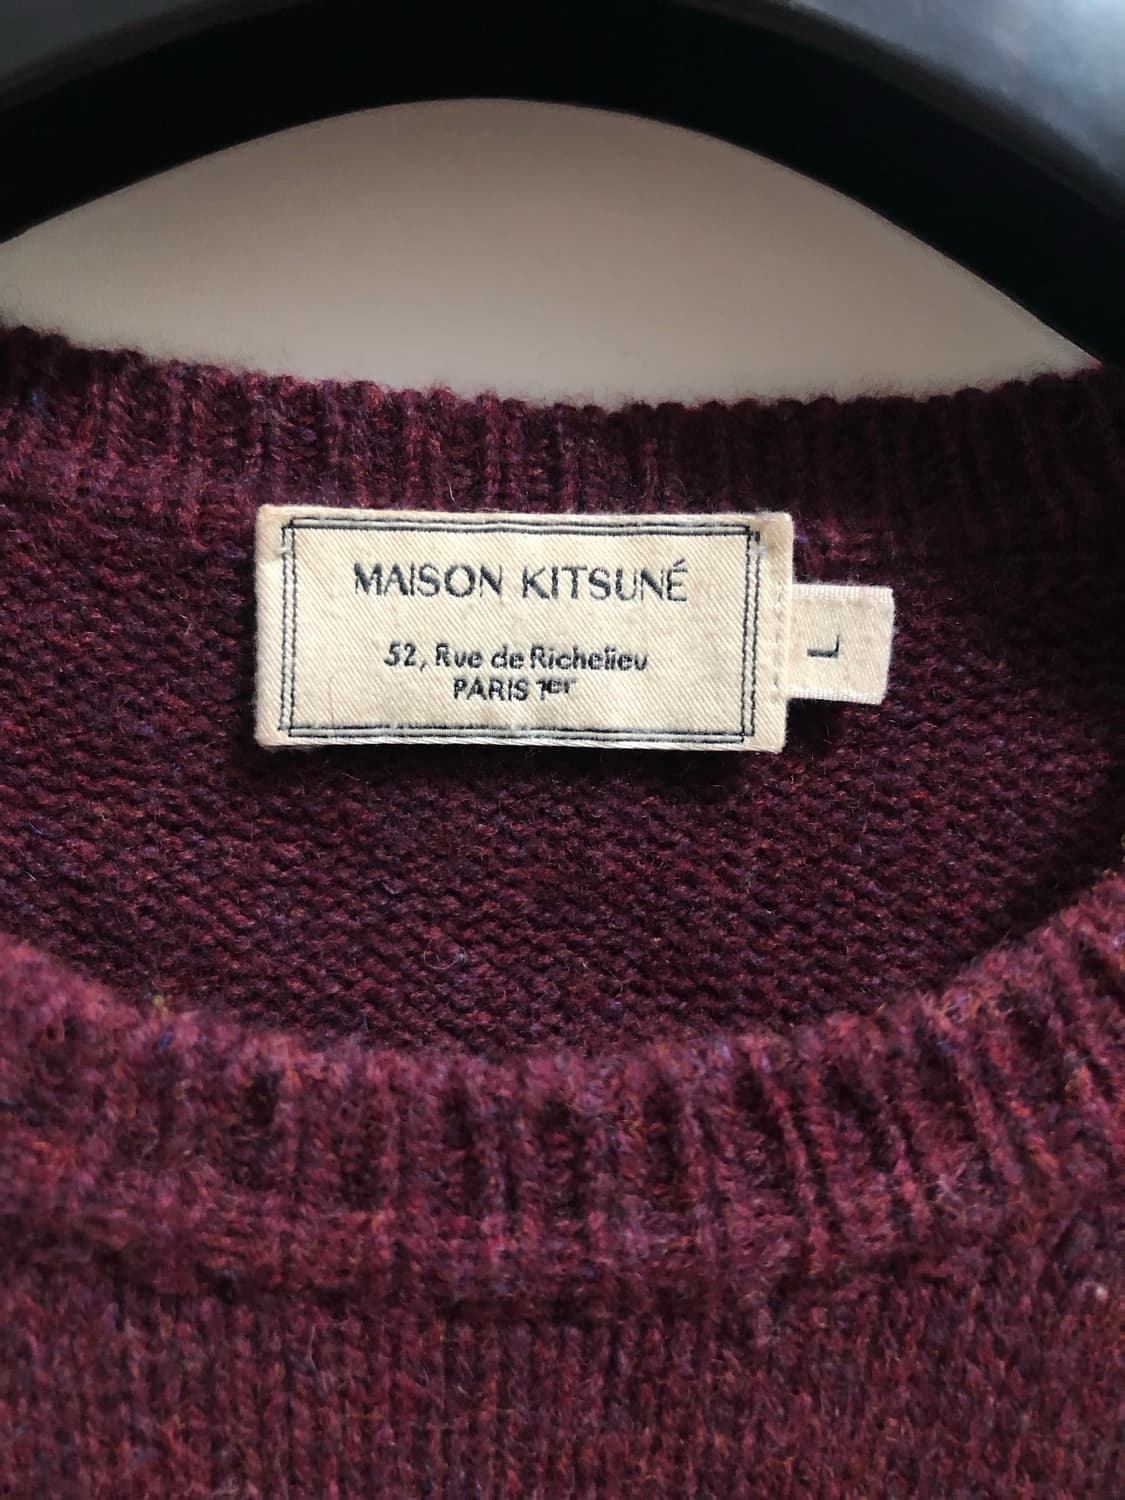 MAISON KITSUNÉ
52, Rue de Richelieu
PARIS 1er
L